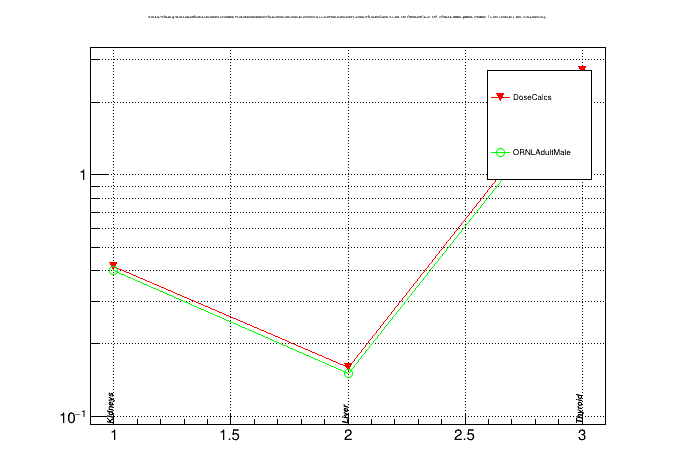 DoseCalcs
1
ORNLAdultMale
Kidneys
Liver
Thyroid
10⁻¹
1
1.5
2
2.5
3